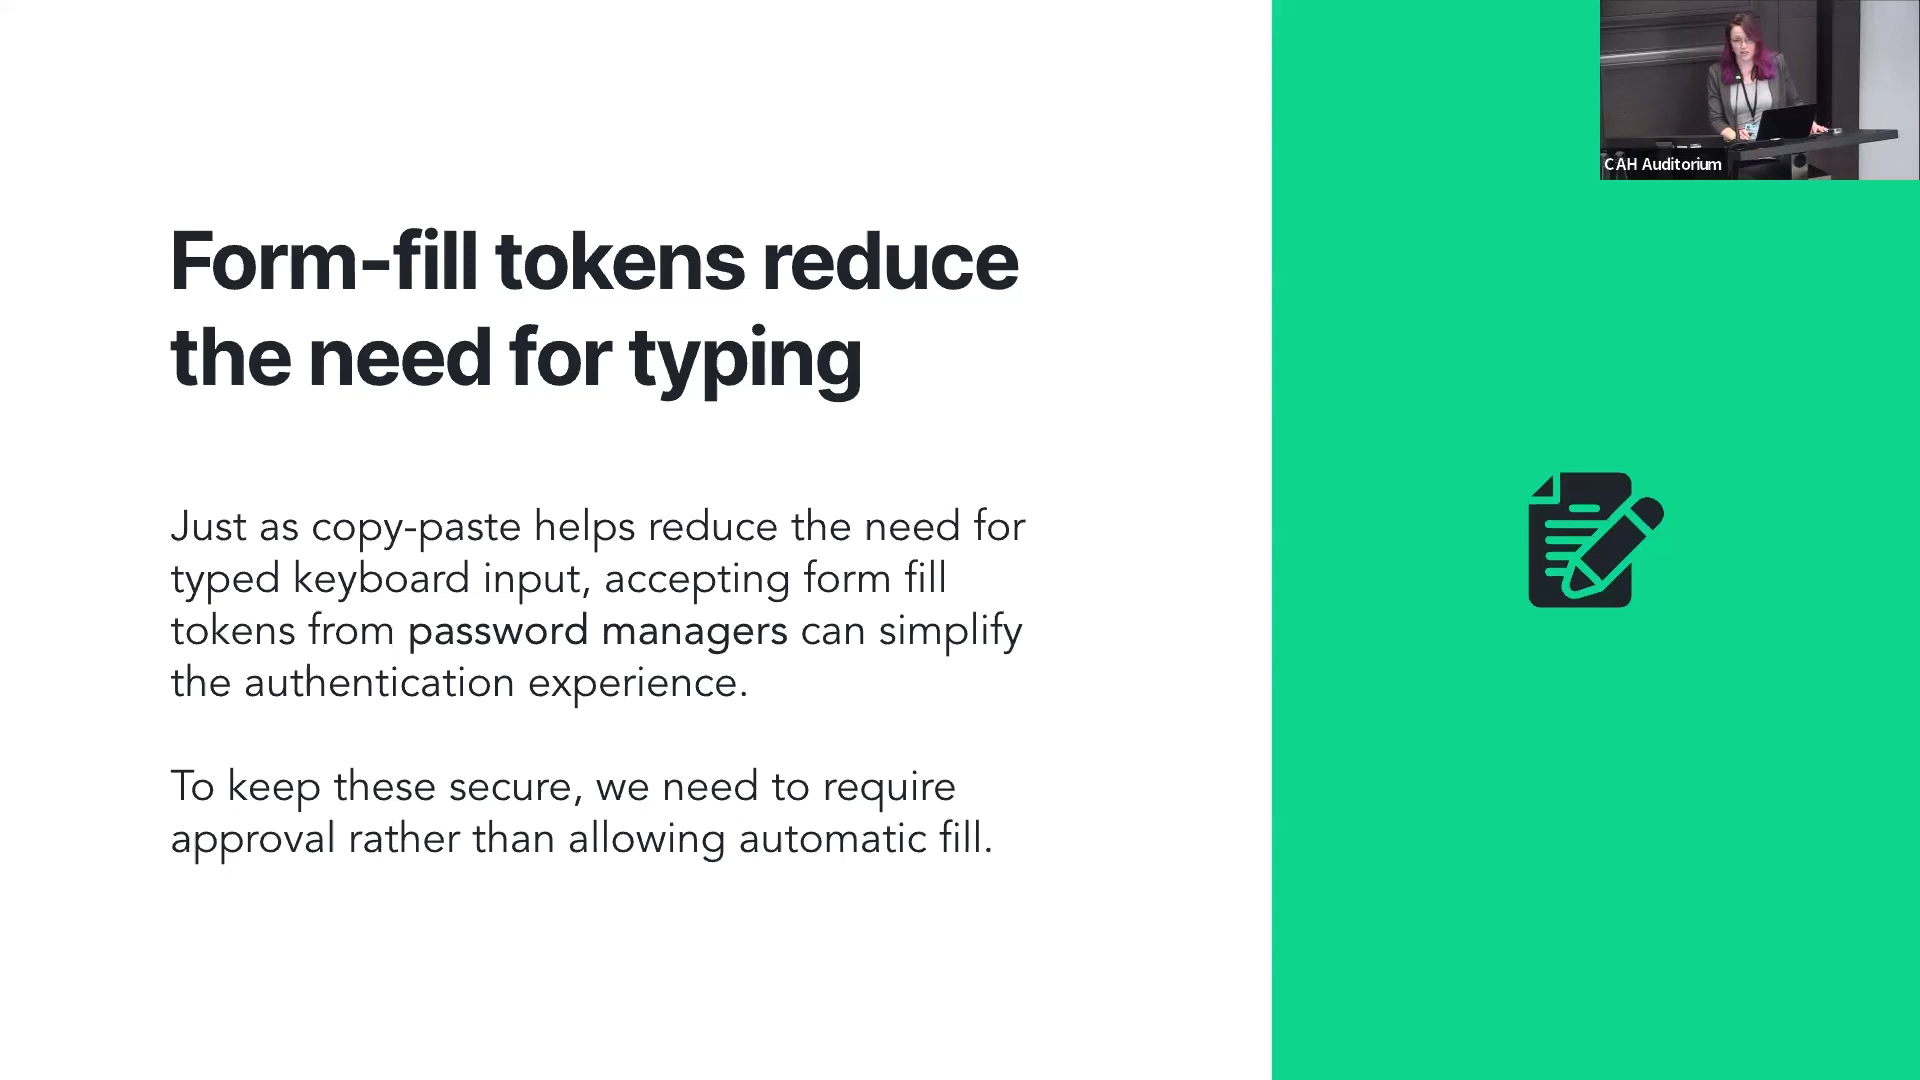 Form-fill tokens reduce
the need for typing
Just as copy-paste helps reduce the need for
typed keyboard input, accepting form fill
tokens from password managers can simplify
the authentication experience.
To keep these secure, we need to require
approval rather than allowing automatic fill.
CAH Auditorium